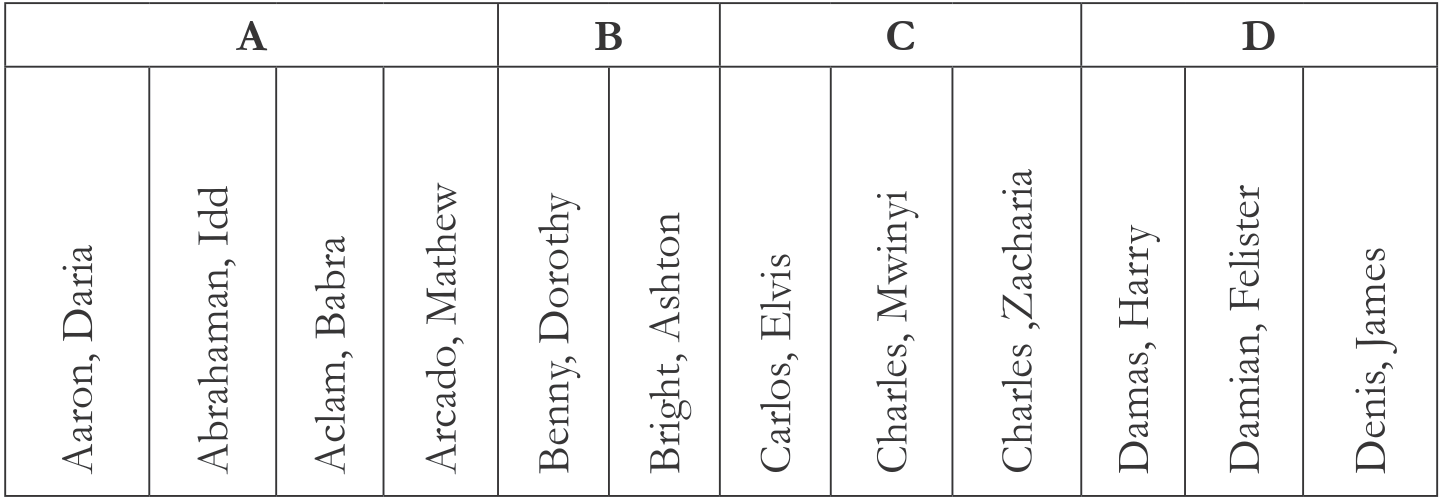 A
B
C
D
Aaron, Daria
Abrahaman, Idd
Aclam, Babra
Arcado, Mathew
Benny, Dorothy
Bright, Ashton
Carlos, Elvis
Charles, Mwinyi
Charles ,Zacharia
Damas, Harry
Damian, Felister
Denis, James